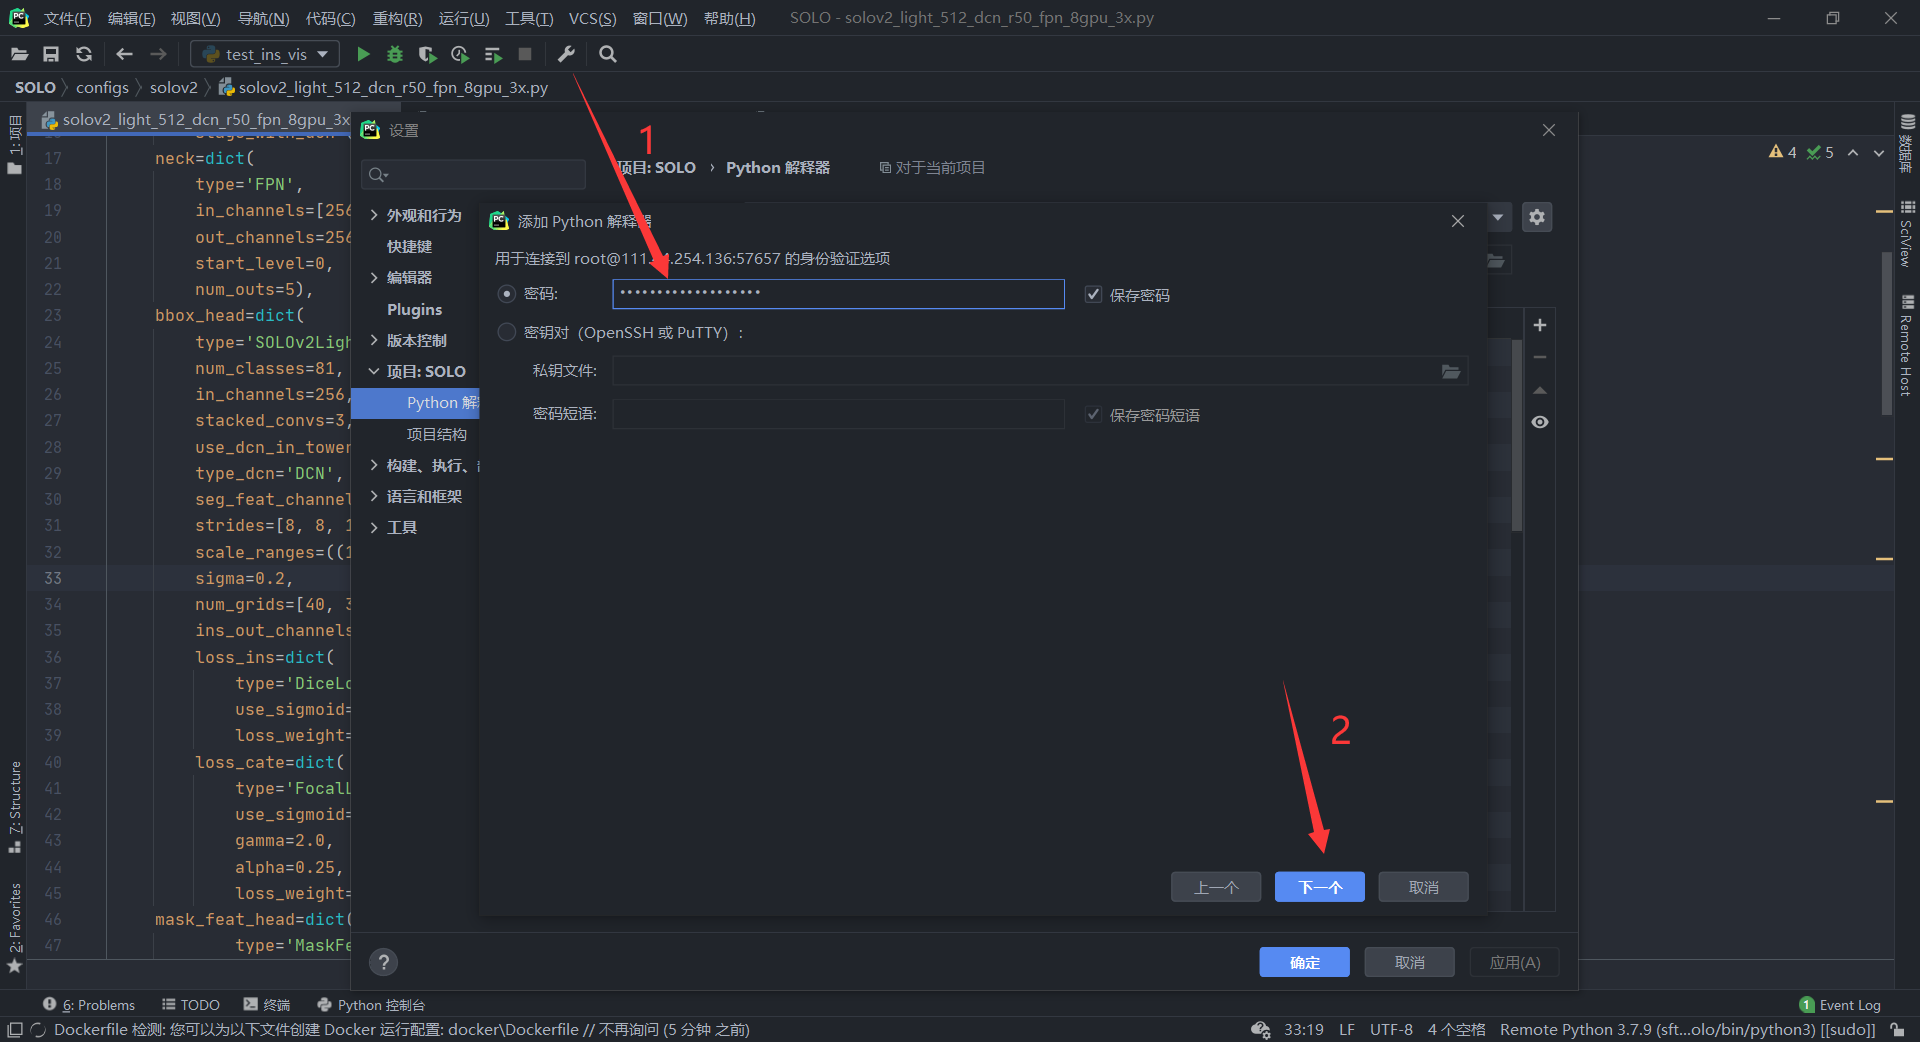 文件(F) 编辑(E) 视图(V) 导航(N) 代码(C) 重构(R) 运行(U) 工具(T) VCS(S) 窗口(W) 帮助(H) SOLO - solov2_light_512_dcn_r50_fpn_8gpu_3x.py
test_ins_vis
SOLO configs solov2 solov2_light_512_dcn_r50_fpn_8gpu_3x.py
solov2_light_512_dcn_r50_fpn_8gpu_3x
1: 项目
7: Structure
2: Favorites
数据库
SciView
Remote Host
4 5
17 neck=dict(
18 type='FPN',
19 in_channels=[256
20 out_channels=256
21 start_level=0,
22 num_outs=5),
23 bbox_head=dict(
24 type='SOLOv2Ligh
25 num_classes=81,
26 in_channels=256,
27 stacked_convs=3,
28 use_dcn_in_tower
29 type_dcn='DCN',
30 seg_feat_channel
31 strides=[8, 8, 1
32 scale_ranges=((1
33 sigma=0.2,
34 num_grids=[40, 3
35 ins_out_channels
36 loss_ins=dict(
37 type='DiceLo
38 use_sigmoid=
39 loss_weight=
40 loss_cate=dict(
41 type='FocalL
42 use_sigmoid=
43 gamma=2.0,
44 alpha=0.25,
45 loss_weight=
46 mask_feat_head=dict(
47 type='MaskFe
设置
项目: SOLO › Python 解释器 对于当前项目
外观和行为
快捷键
编辑器
Plugins
版本控制
项目: SOLO
Python 解
项目结构
构建、执行、
语言和框架
工具
1
添加 Python 解释器
用于连接到 root@111. .254.136:57657 的身份验证选项
密码: ••••••••••••••••••• 保存密码
密钥对（OpenSSH 或 PuTTY）:
私钥文件:
密码短语: 保存密码短语
2
上一个 下一个 取消
? 确定 取消 应用(A)
6: Problems TODO 终端 Python 控制台 1 Event Log
Dockerfile 检测: 您可以为以下文件创建 Docker 运行配置: docker\Dockerfile // 不再询问 (5 分钟 之前) 33:19 LF UTF-8 4 个空格 Remote Python 3.7.9 (sft...olo/bin/python3) [[sudo]]